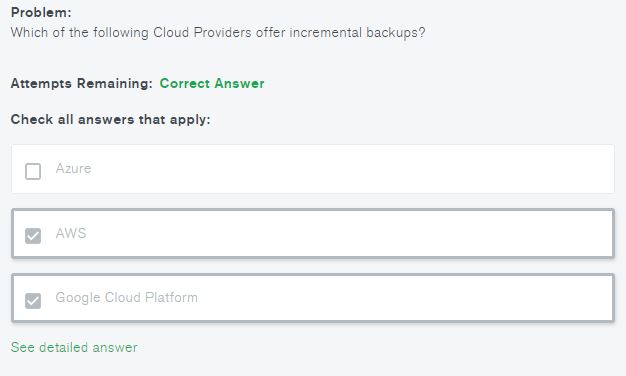 Problem:
Which of the following Cloud Providers offer incremental backups?
Attempts Remaining: Correct Answer
Check all answers that apply:
Azure
AWS
Google Cloud Platform
See detailed answer